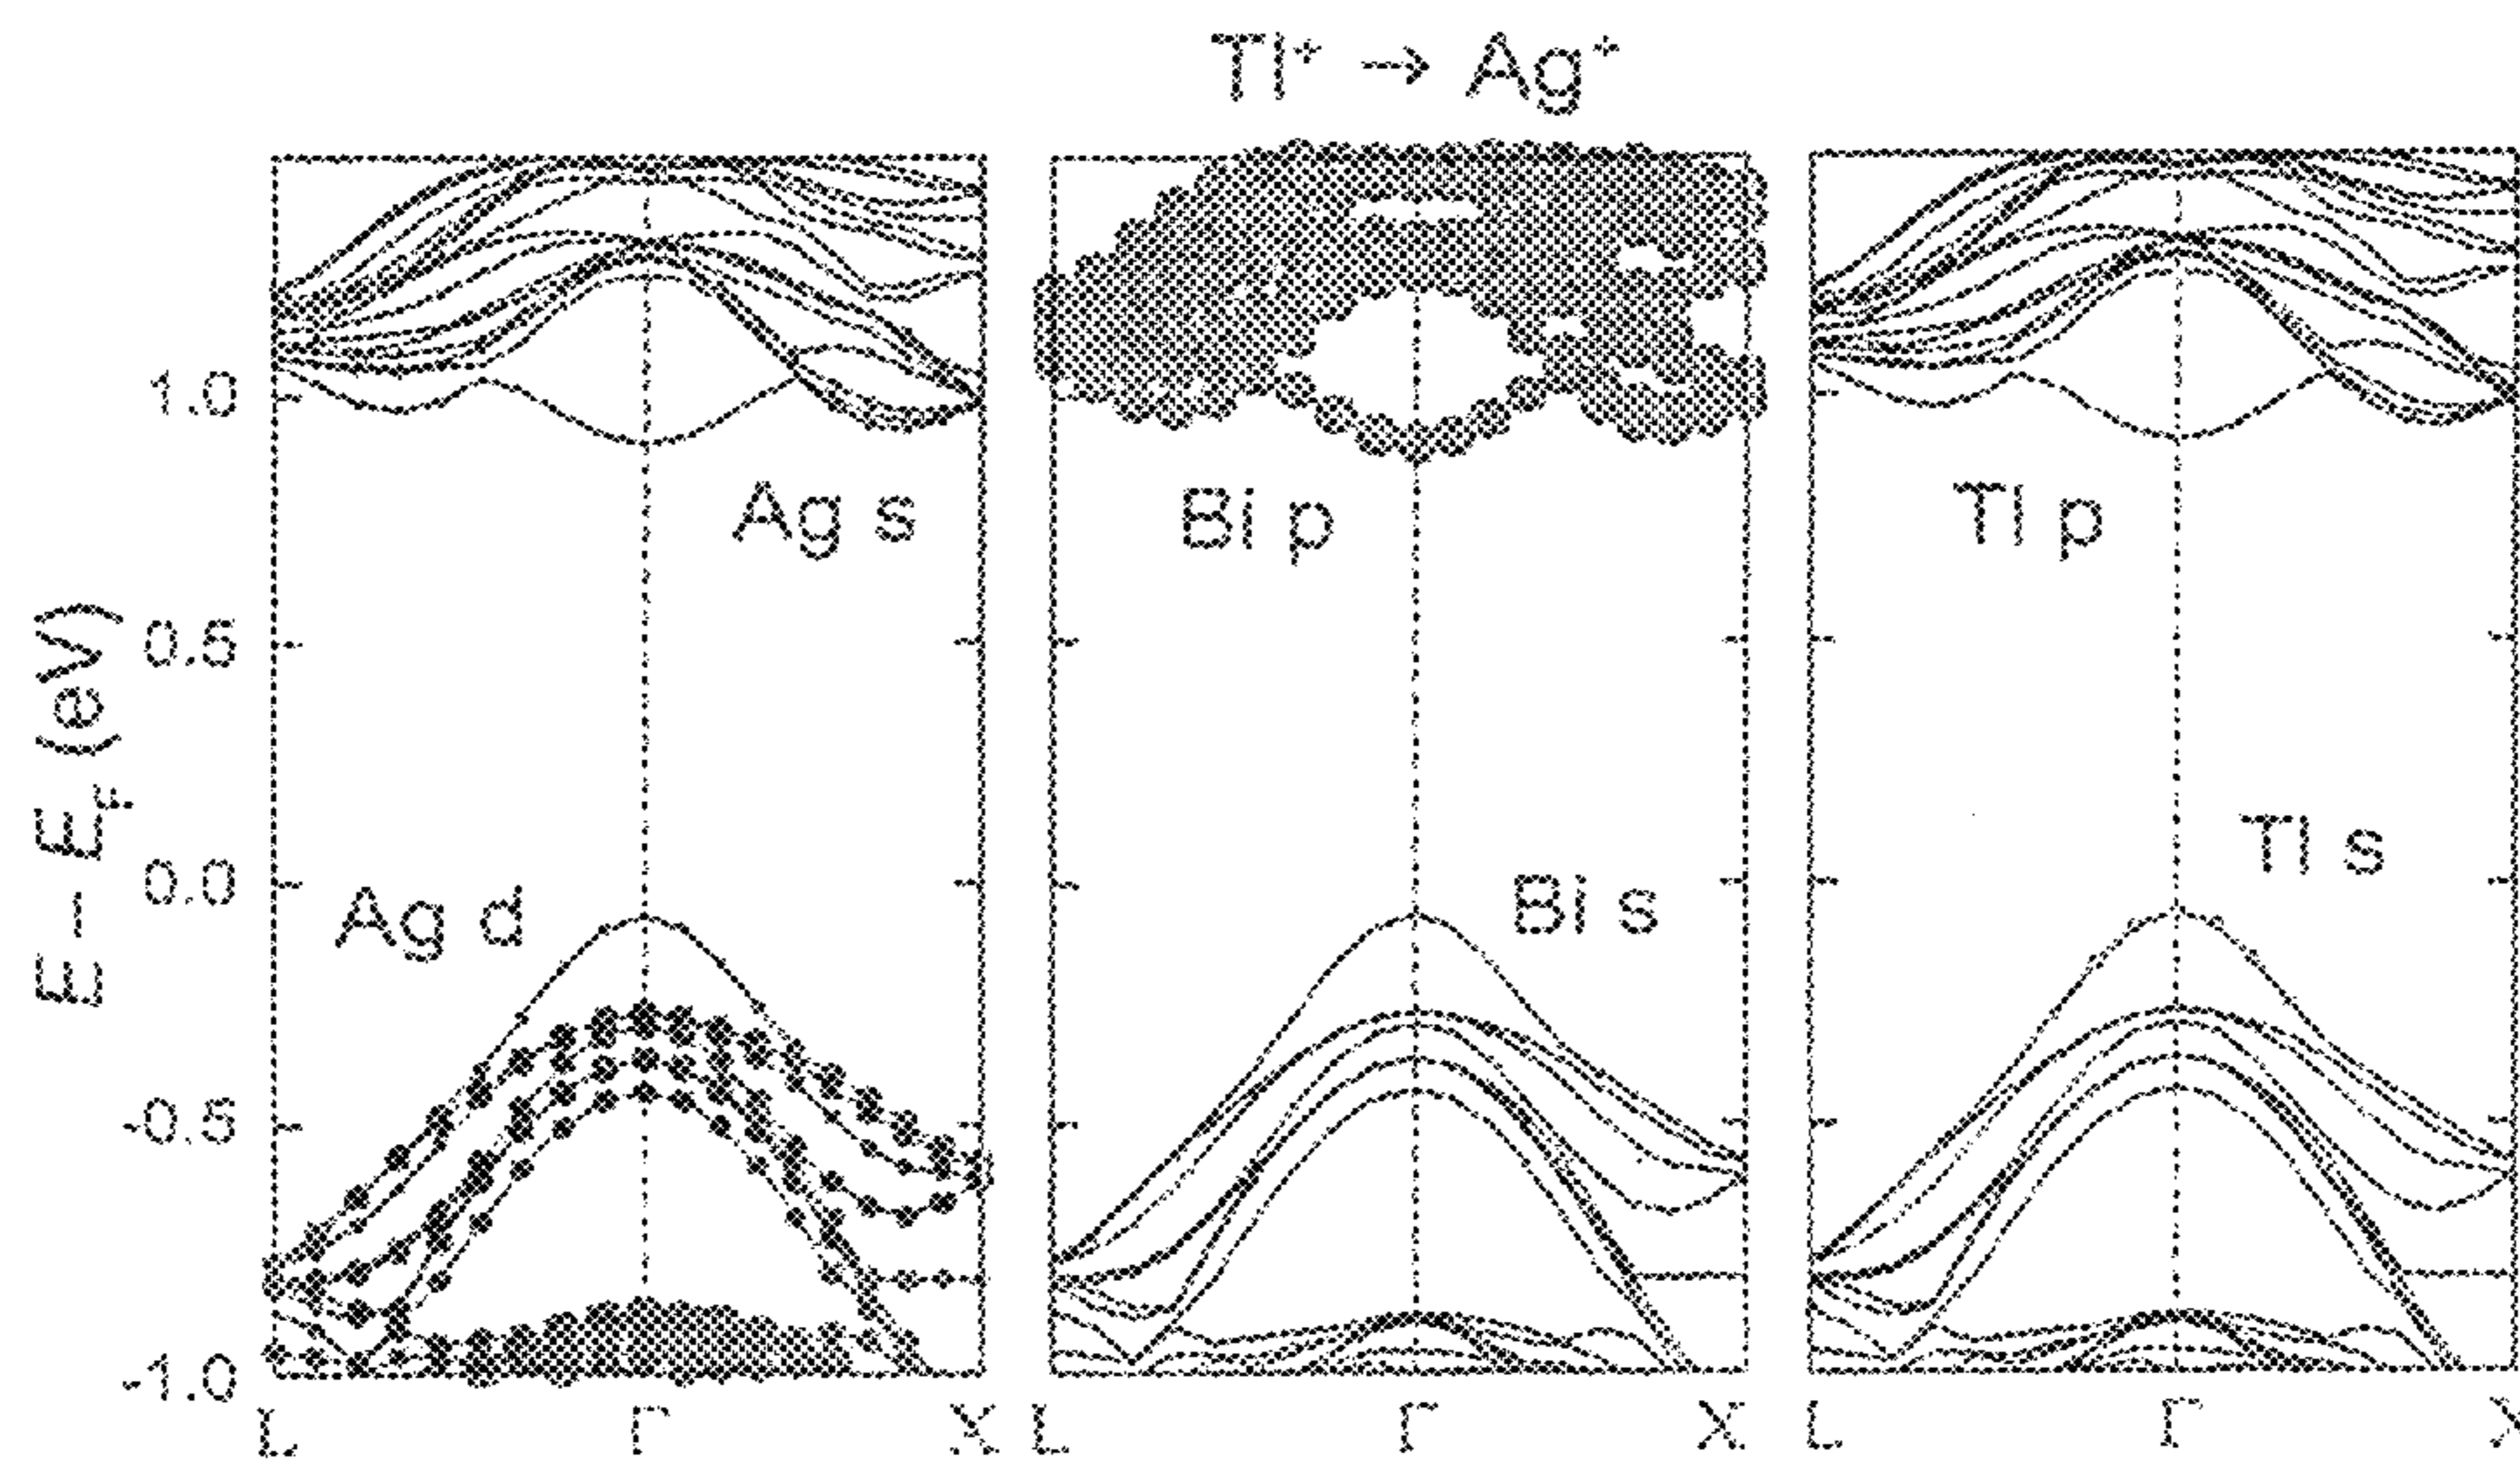 Tl⁺ → Ag⁺
E – E_F (eV)
1.0
0.5
0.0
-0.5
-1.0
Ag s
Ag d
Bi p
Bi s
Tl p
Tl s
L Γ X L Γ X L Γ X